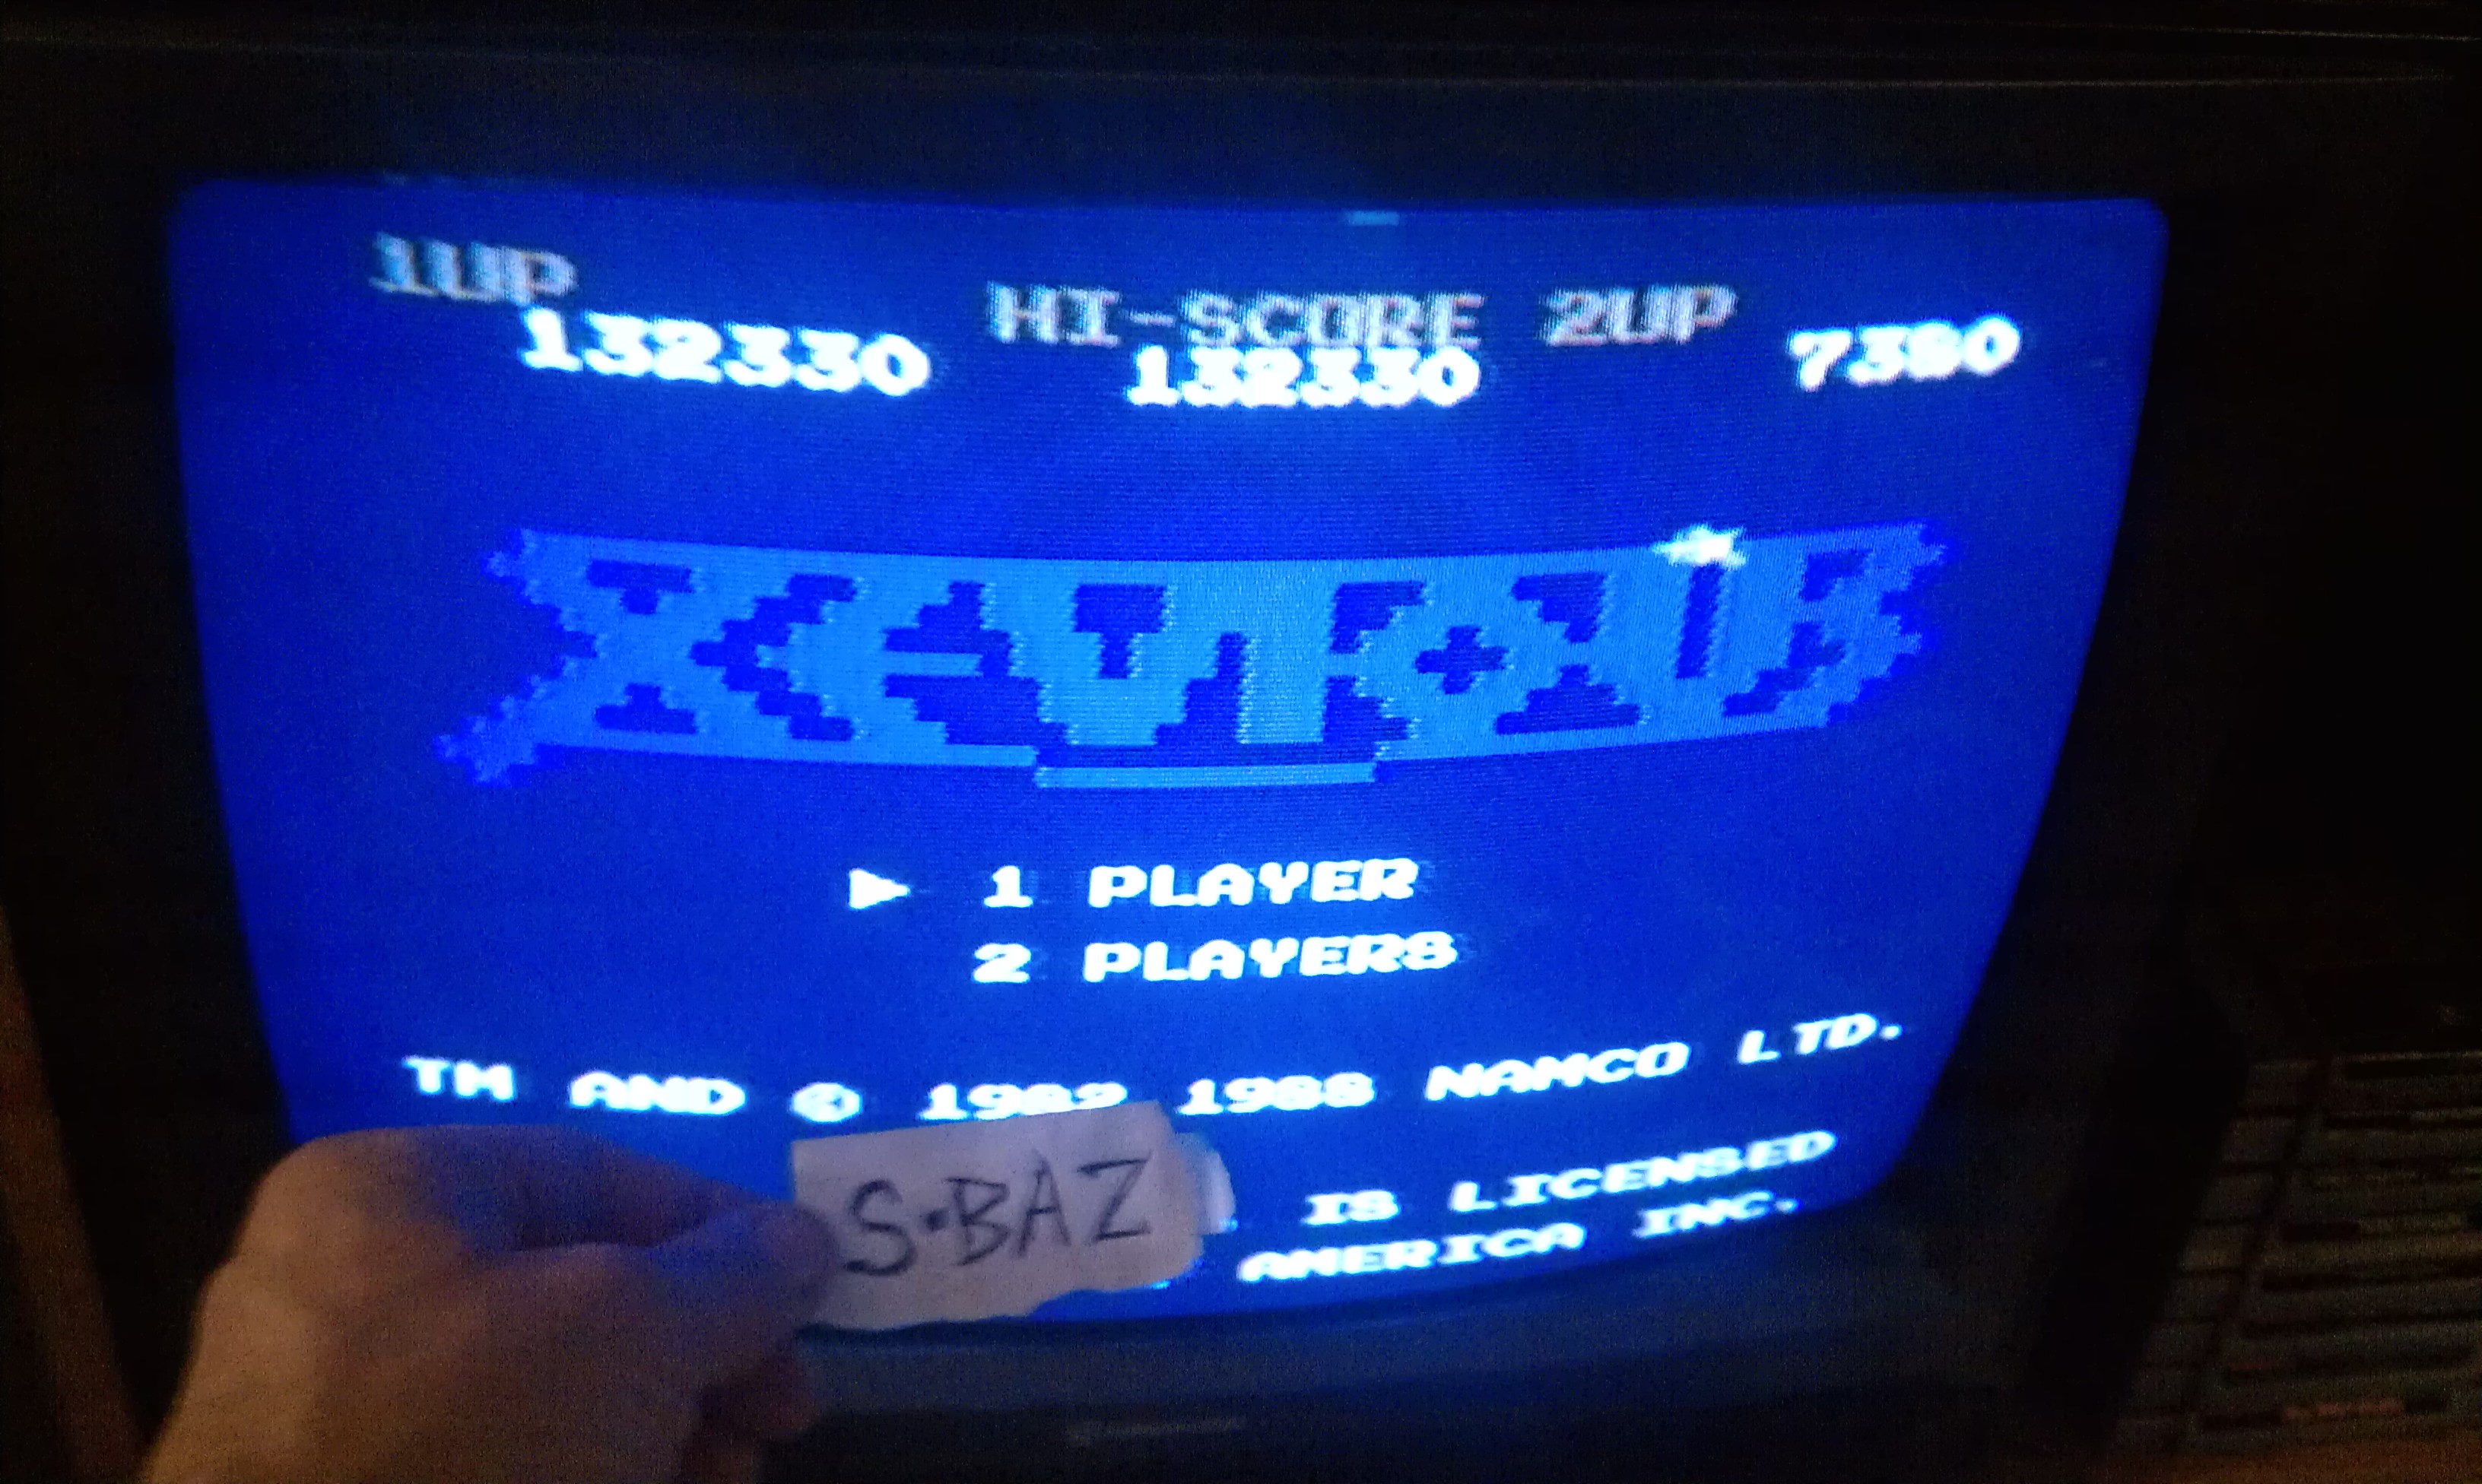 1UP HI-SCORE 2UP
132330 132330 7380
XEVIOUS
▶ 1 PLAYER
2 PLAYERS
TM AND © 1982 1988 NAMCO LTD.
IS LICENSED
AMERICA INC.
S·BAZ